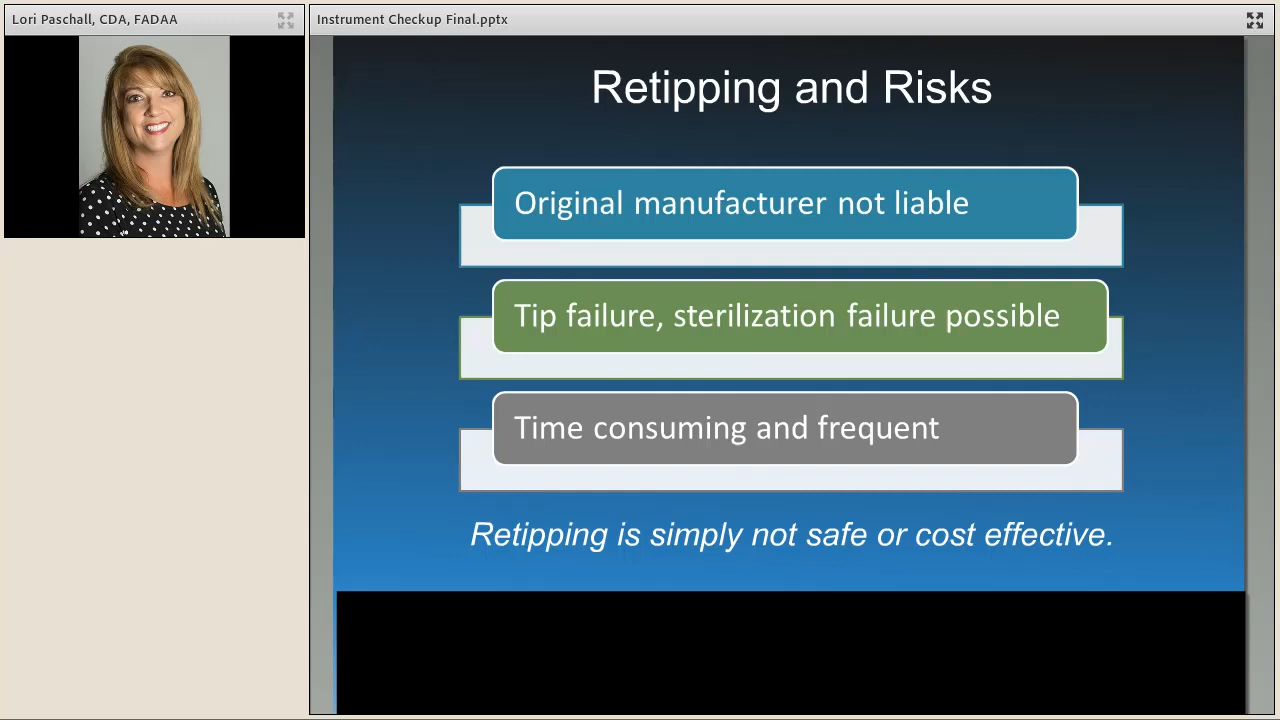 Lori Paschall, CDA, FADAA
Instrument Checkup Final.pptx
Retipping and Risks
Original manufacturer not liable
Tip failure, sterilization failure possible
Time consuming and frequent
Retipping is simply not safe or cost effective.